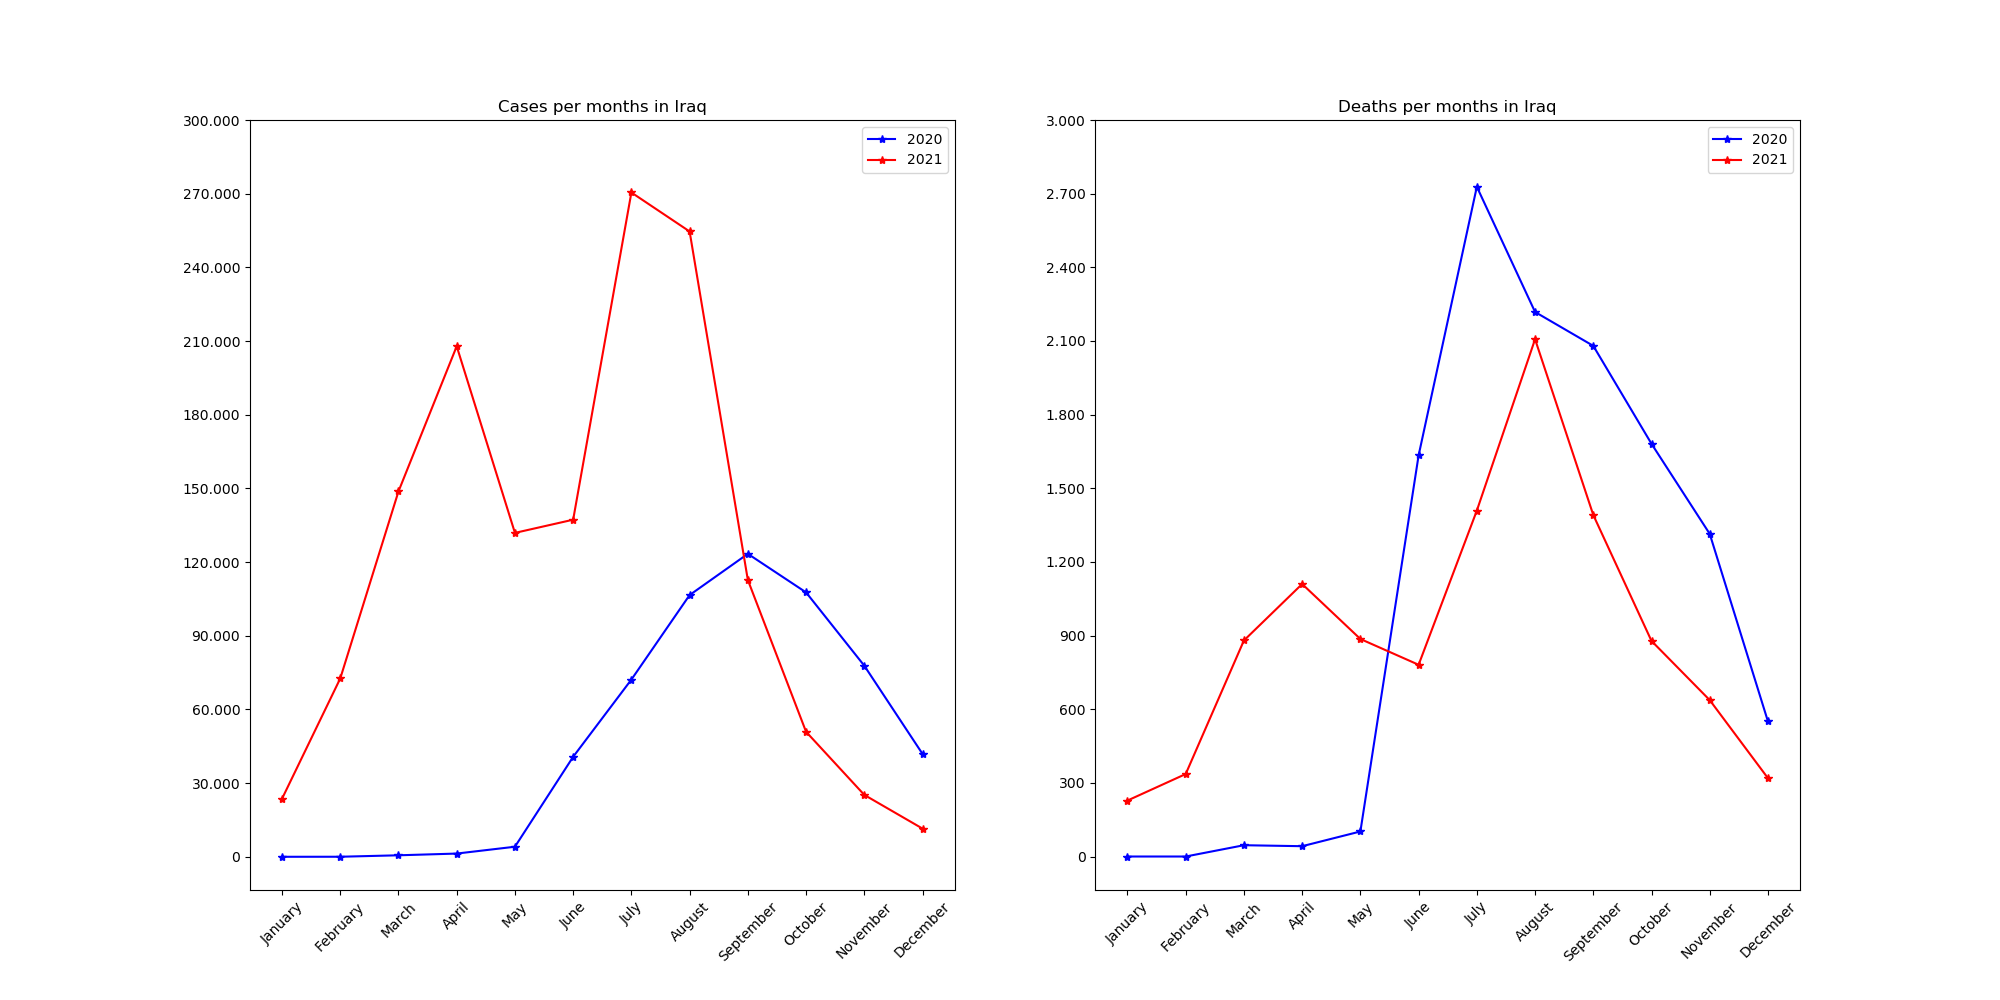 Cases per months in Iraq
300.000
270.000
240.000
210.000
180.000
150.000
120.000
90.000
60.000
30.000
0
2020
2021
January
February
March
April
May
June
July
August
September
October
November
December
Deaths per months in Iraq
3.000
2.700
2.400
2.100
1.800
1.500
1.200
900
600
300
0
2020
2021
January
February
March
April
May
June
July
August
September
October
November
December